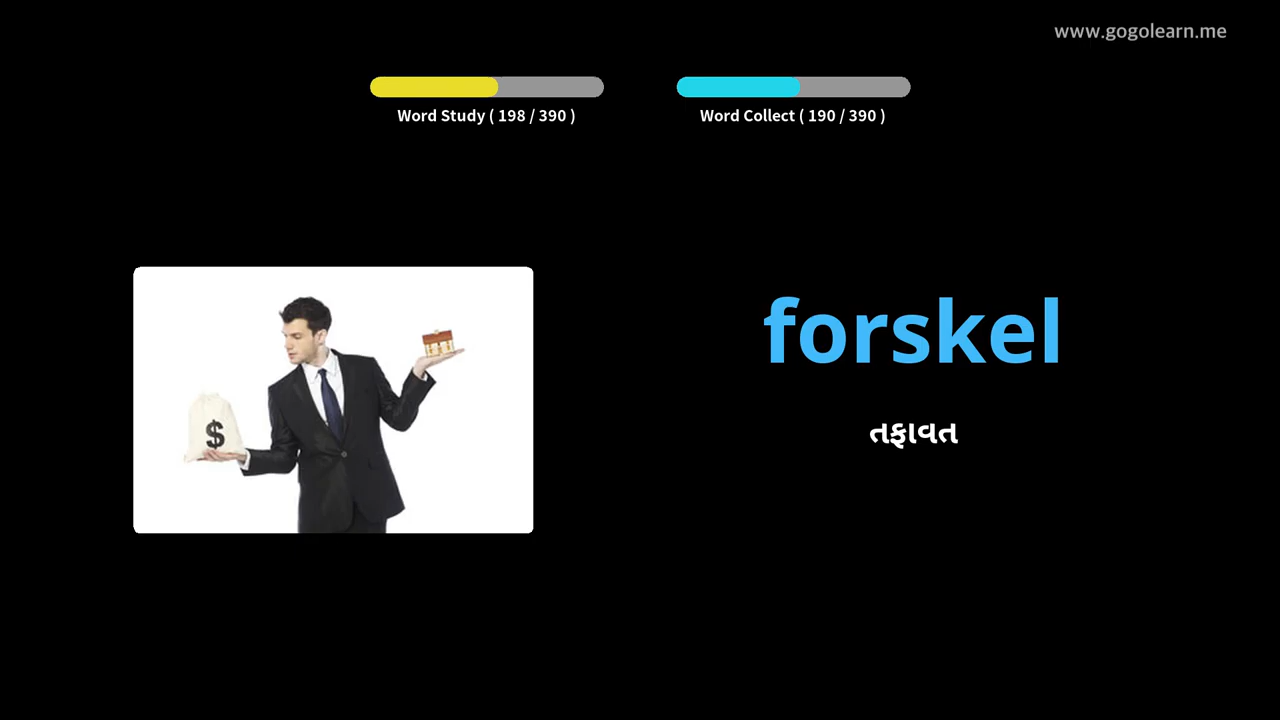 www.gogolearn.me
Word Study ( 198 / 390 )
Word Collect ( 190 / 390 )
forskel
$
તફાવત